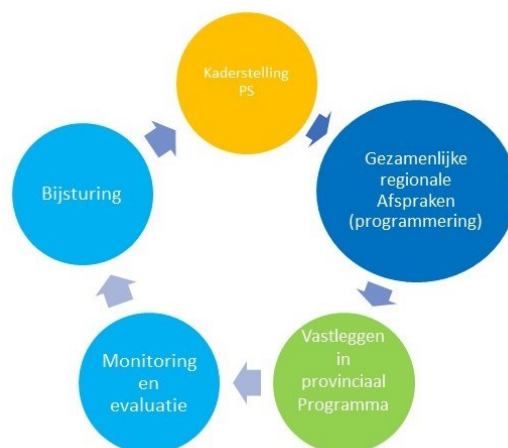 Kaderstelling
PS
Gezamenlijke
regionale
Afspraken
(programmering)
Vastleggen
in
provinciaal
Programma
Monitoring
en
evaluatie
Bijsturing